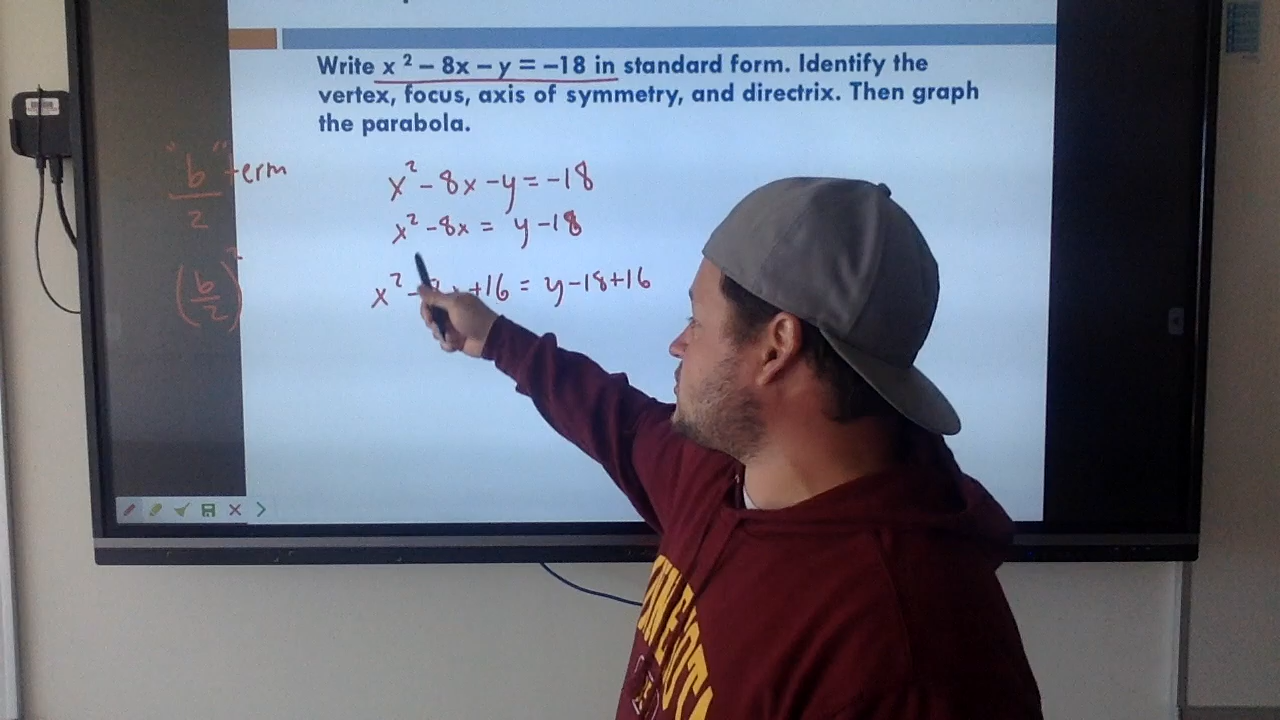 Write x ² – 8x – y = –18 in standard form. Identify the
vertex, focus, axis of symmetry, and directrix. Then graph
the parabola.
"b" term
2
(b/2)²
x² - 8x - y = -18
x² - 8x = y - 18
x² - +16 = y - 18 + 16